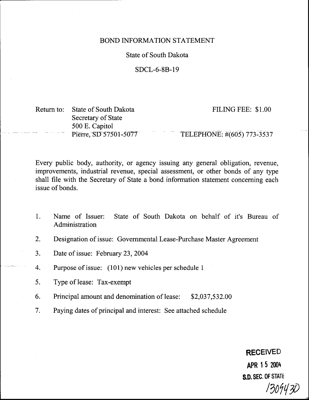 BOND INFORMATION STATEMENT
State of South Dakota
SDCL-6-8B-19
Return to: State of South Dakota FILING FEE: $1.00
Secretary of State
500 E. Capitol
Pierre, SD 57501-5077 TELEPHONE: #(605) 773-3537
Every public body, authority, or agency issuing any general obligation, revenue,
improvements, industrial revenue, special assessment, or other bonds of any type
shall file with the Secretary of State a bond information statement concerning each
issue of bonds.
1. Name of Issuer: State of South Dakota on behalf of it's Bureau of
Administration
2. Designation of issue: Governmental Lease-Purchase Master Agreement
3. Date of issue: February 23, 2004
4. Purpose of issue: (101) new vehicles per schedule 1
5. Type of lease: Tax-exempt
6. Principal amount and denomination of lease: $2,037,532.00
7. Paying dates of principal and interest: See attached schedule
RECEIVED
APR 15 2004
S.D. SEC. OF STATE
1309430